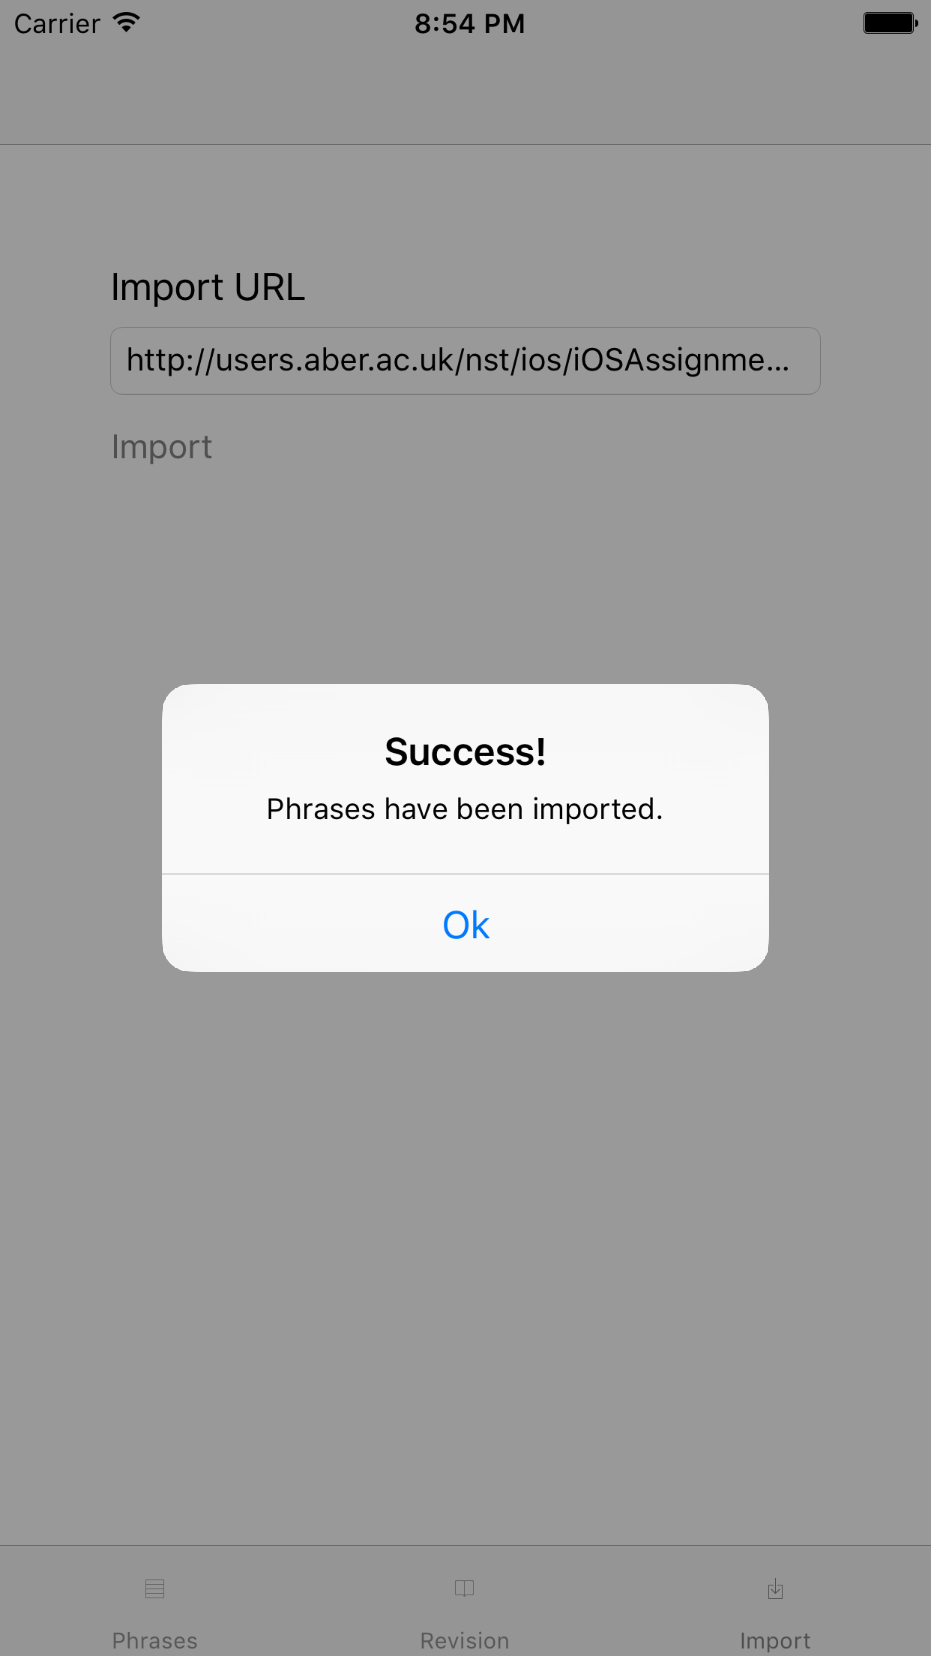 Carrier 8:54 PM
Import URL
http://users.aber.ac.uk/nst/ios/iOSAssignme...
Import
Success!
Phrases have been imported.
Ok
Phrases Revision Import